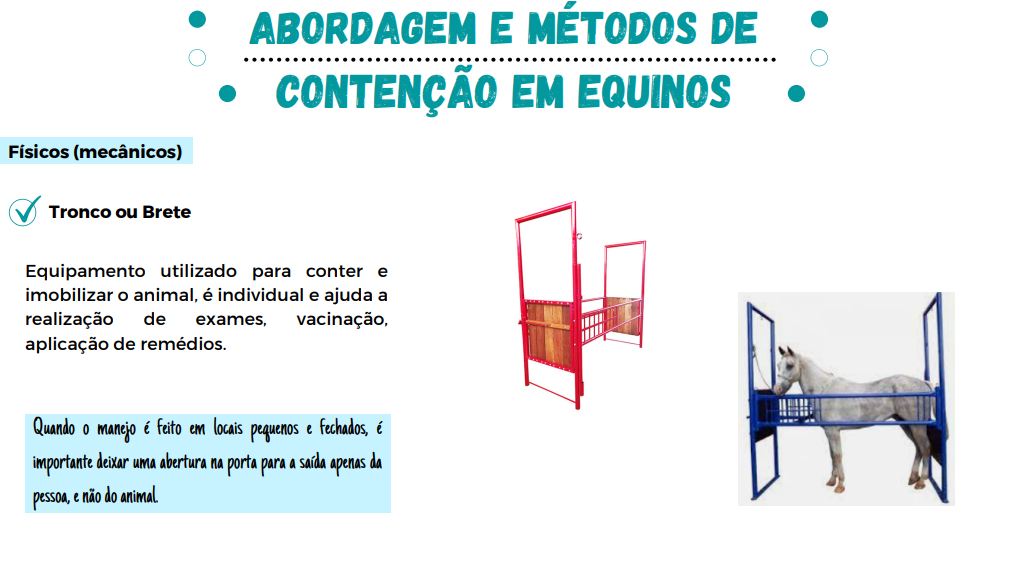 ABORDAGEM E MÉTODOS DE
CONTENÇÃO EM EQUINOS
Físicos (mecânicos)
Tronco ou Brete
Equipamento utilizado para conter e
imobilizar o animal, é individual e ajuda a
realização de exames, vacinação,
aplicação de remédios.
Quando o manejo é feito em locais pequenos e fechados, é
importante deixar uma abertura na porta para a saída apenas da
pessoa, e não do animal.